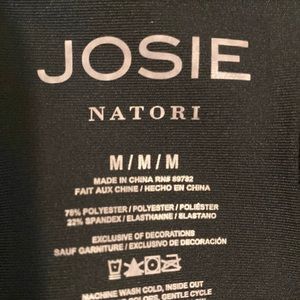 JOSIE
NATORI
M/M/M
MADE IN CHINA RN# 89782
FAIT AUX CHINE / HECHO EN CHINA
78% POLYESTER / POLYESTER / POLIÉSTER
22% SPANDEX / ELASTHANNE / ELASTANO
EXCLUSIVE OF DECORATIONS
SAUF GARNITURE / EXCLUSIVO DE DECORACIÓN
MACHINE WASH COLD, INSIDE OUT
COLORS, GENTLE CYCLE